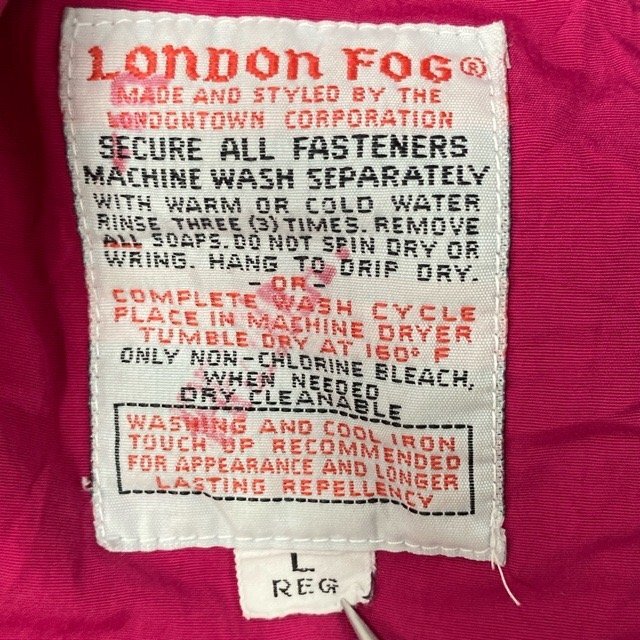 LONDON FOG®
MADE AND STYLED BY THE
LONDONTOWN CORPORATION
SECURE ALL FASTENERS
MACHINE WASH SEPARATELY
WITH WARM OR COLD WATER
RINSE THREE (3) TIMES. REMOVE
ALL SOAPS. DO NOT SPIN DRY OR
WRING. HANG TO DRIP DRY.
-OR-
COMPLETE WASH CYCLE
PLACE IN MACHINE DRYER
TUMBLE DRY AT 160° F
ONLY NON-CHLORINE BLEACH,
WHEN NEEDED
DRY CLEANABLE
WASHING AND COOL IRON
TOUCH UP RECOMMENDED
FOR APPEARANCE AND LONGER
LASTING REPELLENCY
L
REG